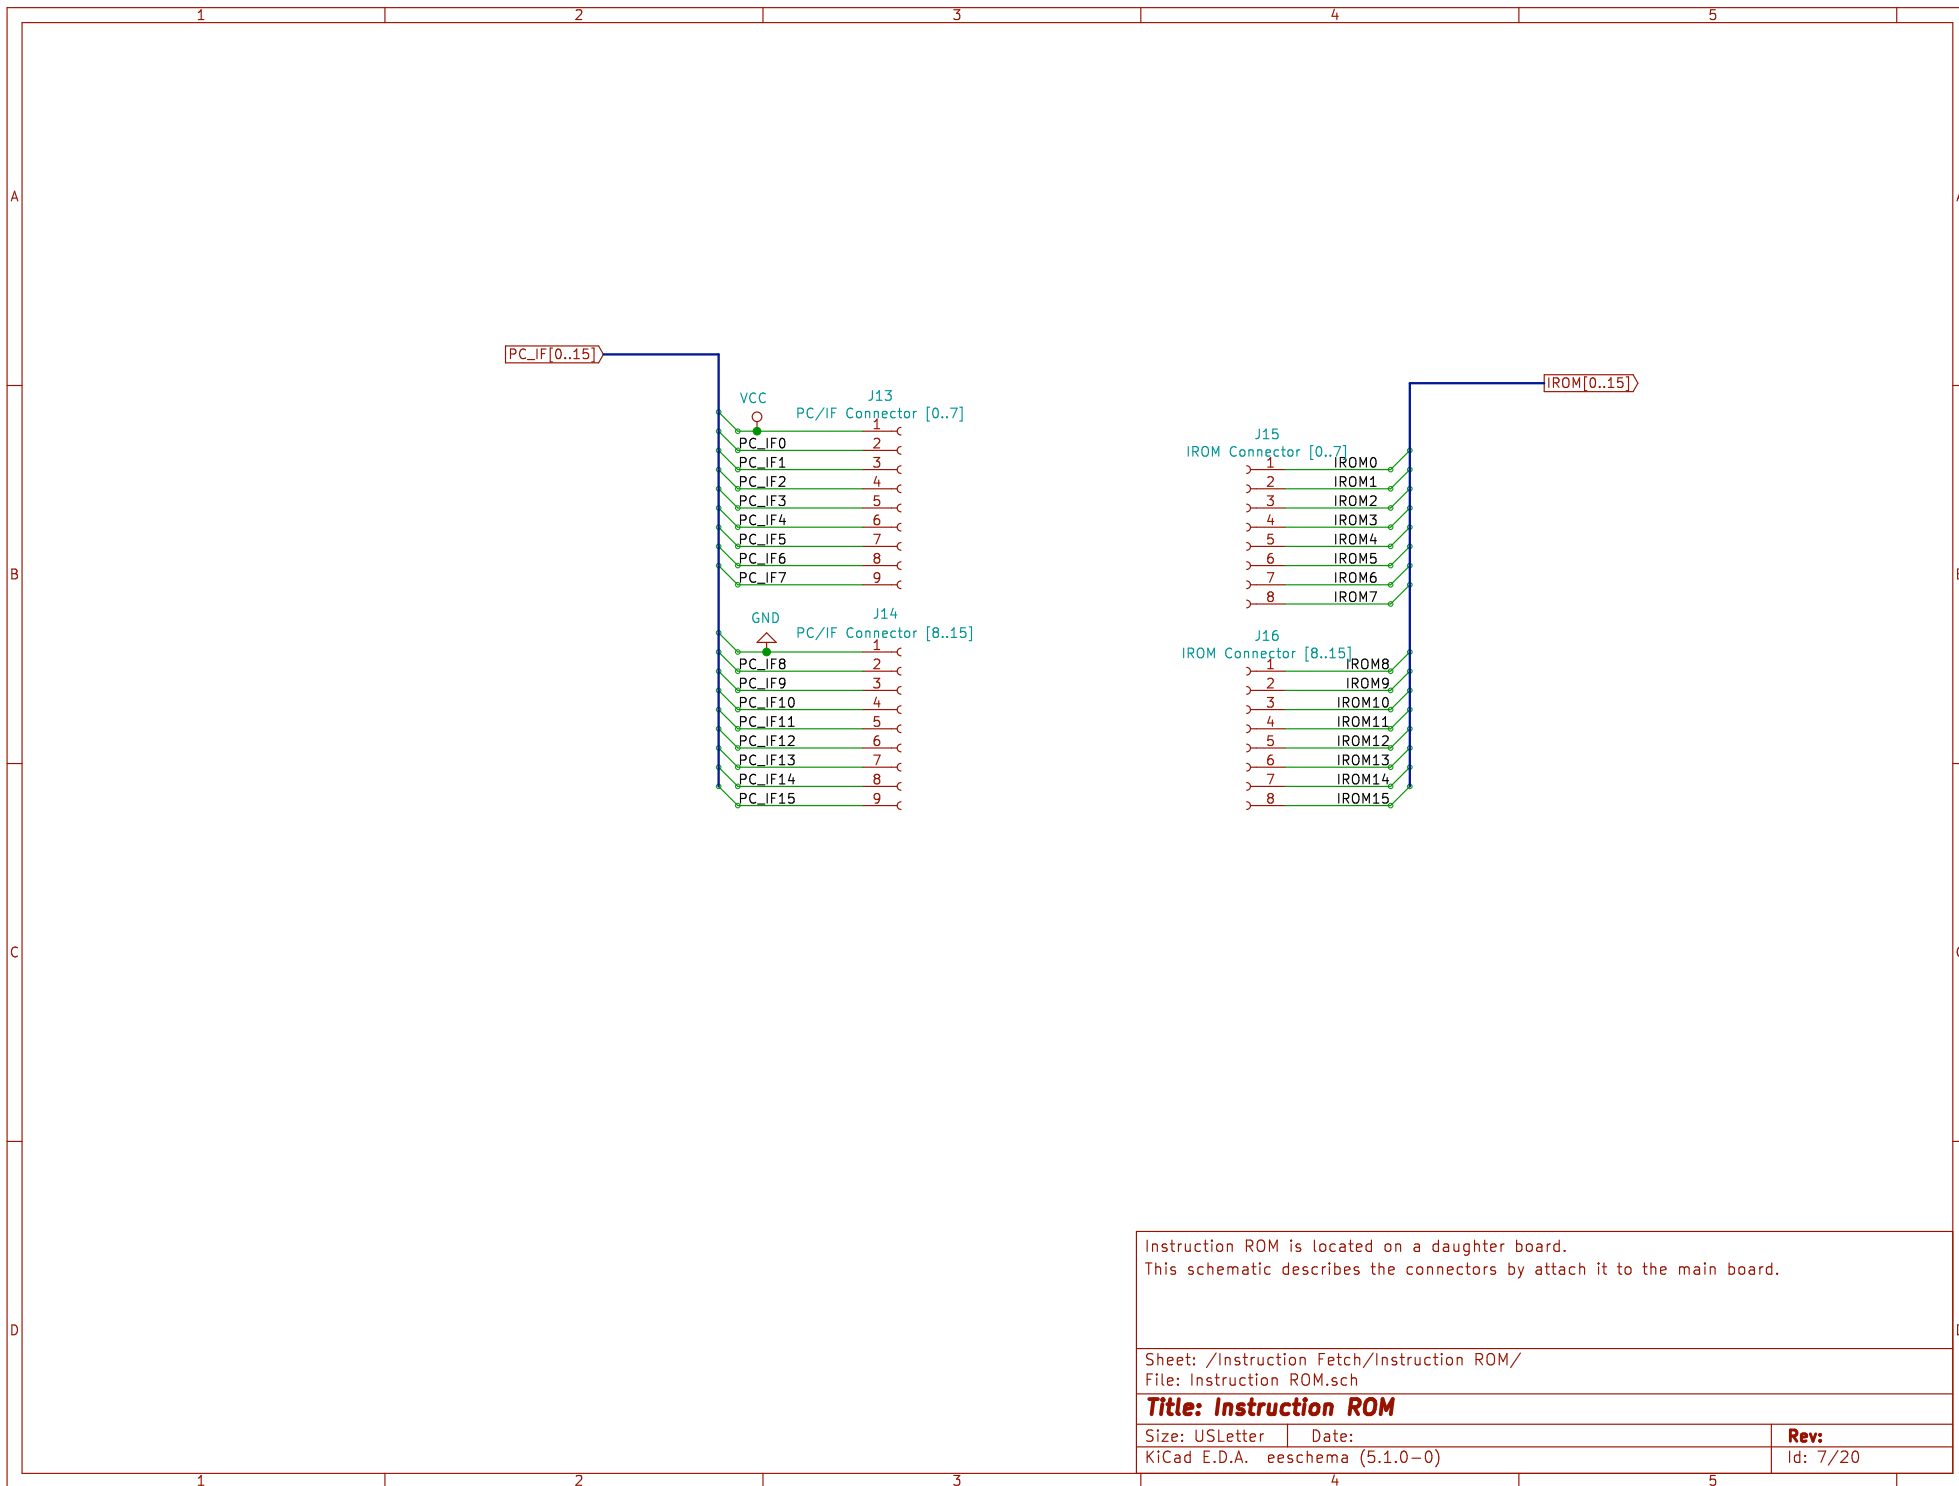 1 2 3 4 5
A
B
C
D
PC_IF[0..15]
VCC
J13
PC/IF Connector [0..7]
1
PC_IF0 2
PC_IF1 3
PC_IF2 4
PC_IF3 5
PC_IF4 6
PC_IF5 7
PC_IF6 8
PC_IF7 9
GND
J14
PC/IF Connector [8..15]
1
PC_IF8 2
PC_IF9 3
PC_IF10 4
PC_IF11 5
PC_IF12 6
PC_IF13 7
PC_IF14 8
PC_IF15 9
IROM[0..15]
J15
IROM Connector [0..7]
1 IROM0
2 IROM1
3 IROM2
4 IROM3
5 IROM4
6 IROM5
7 IROM6
8 IROM7
J16
IROM Connector [8..15]
1 IROM8
2 IROM9
3 IROM10
4 IROM11
5 IROM12
6 IROM13
7 IROM14
8 IROM15
Instruction ROM is located on a daughter board.
This schematic describes the connectors by attach it to the main board.
Sheet: /Instruction Fetch/Instruction ROM/
File: Instruction ROM.sch
Title: Instruction ROM
Size: USLetter Date: Rev:
KiCad E.D.A. eeschema (5.1.0-0) Id: 7/20
1 2 3 4 5